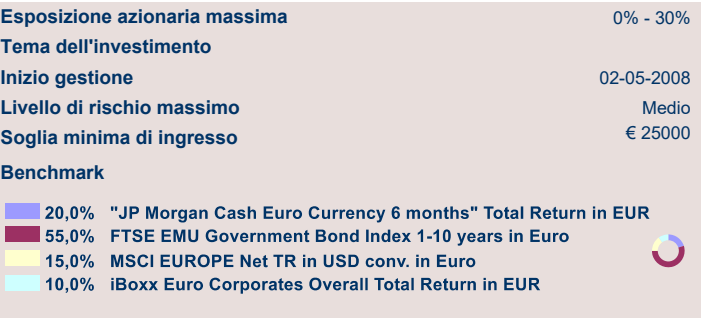 Esposizione azionaria massima 0% - 30%
Tema dell'investimento
Inizio gestione 02-05-2008
Livello di rischio massimo Medio
Soglia minima di ingresso € 25000
Benchmark
20,0% "JP Morgan Cash Euro Currency 6 months" Total Return in EUR
55,0% FTSE EMU Government Bond Index 1-10 years in Euro
15,0% MSCI EUROPE Net TR in USD conv. in Euro
10,0% iBoxx Euro Corporates Overall Total Return in EUR